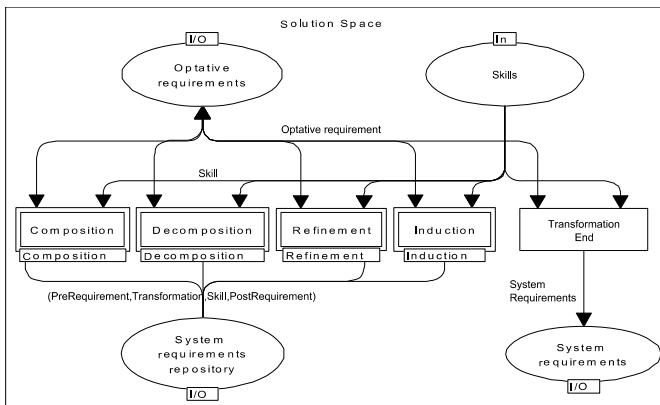 Solution Space
I/O
In
Optative
requirements
Skills
Optative requirement
Skill
Composition
Decomposition
Refinement
Induction
Transformation
End
Composition
Decomposition
Refinement
Induction
(PreRequirement,Transformation,Skill,PostRequirement)
System
Requirements
System
requirements
repository
I/O
System
requirements
I/O